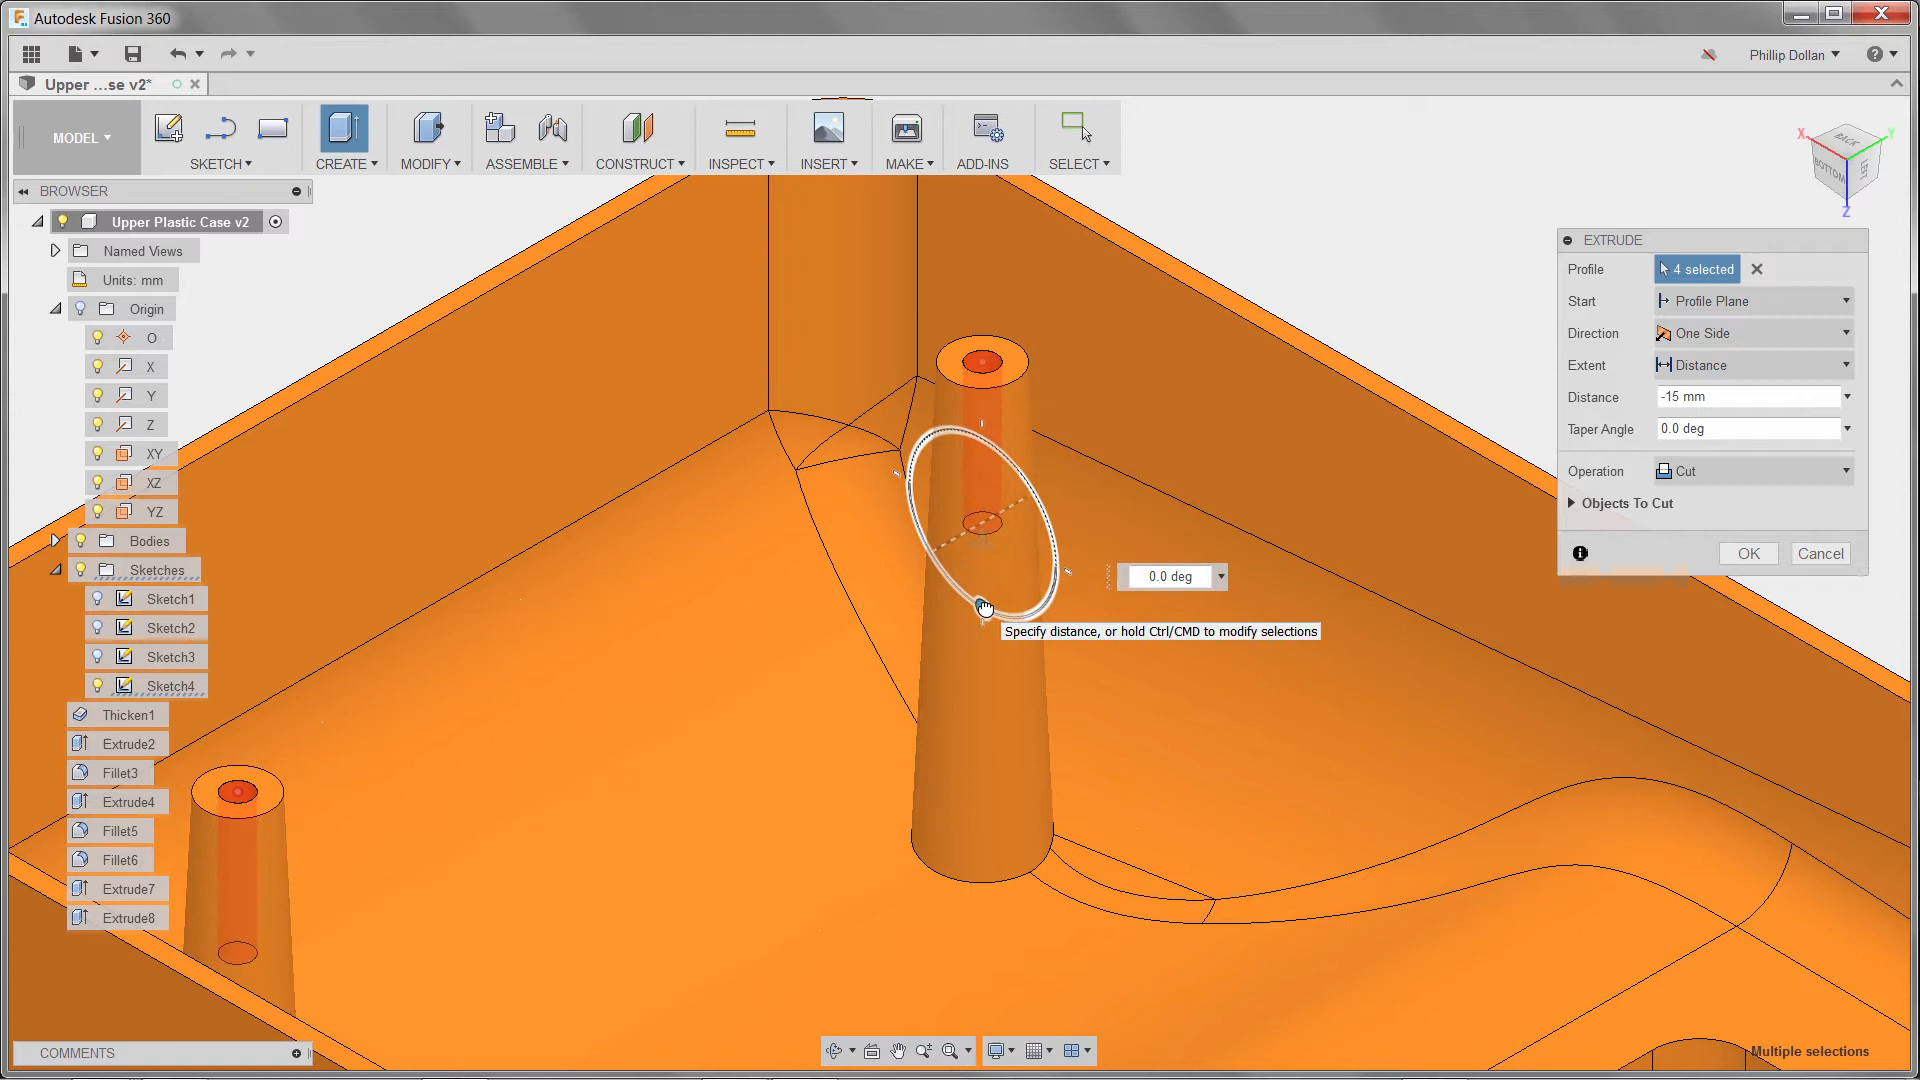 Autodesk Fusion 360
Phillip Dollan
Upper ...se v2*
MODEL
SKETCH
CREATE
MODIFY
ASSEMBLE
CONSTRUCT
INSPECT
INSERT
MAKE
ADD-INS
SELECT
X
Y
BACK
BOTTOM
LEFT
Z
BROWSER
Upper Plastic Case v2
Named Views
Units: mm
Origin
O
X
Y
Z
XY
XZ
YZ
Bodies
Sketches
Sketch1
Sketch2
Sketch3
Sketch4
Thicken1
Extrude2
Fillet3
Extrude4
Fillet5
Fillet6
Extrude7
Extrude8
EXTRUDE
Profile 4 selected
Start Profile Plane
Direction One Side
Extent Distance
Distance -15 mm
Taper Angle 0.0 deg
Operation Cut
Objects To Cut
OK Cancel
0.0 deg
Specify distance, or hold Ctrl/CMD to modify selections
COMMENTS
Multiple selections